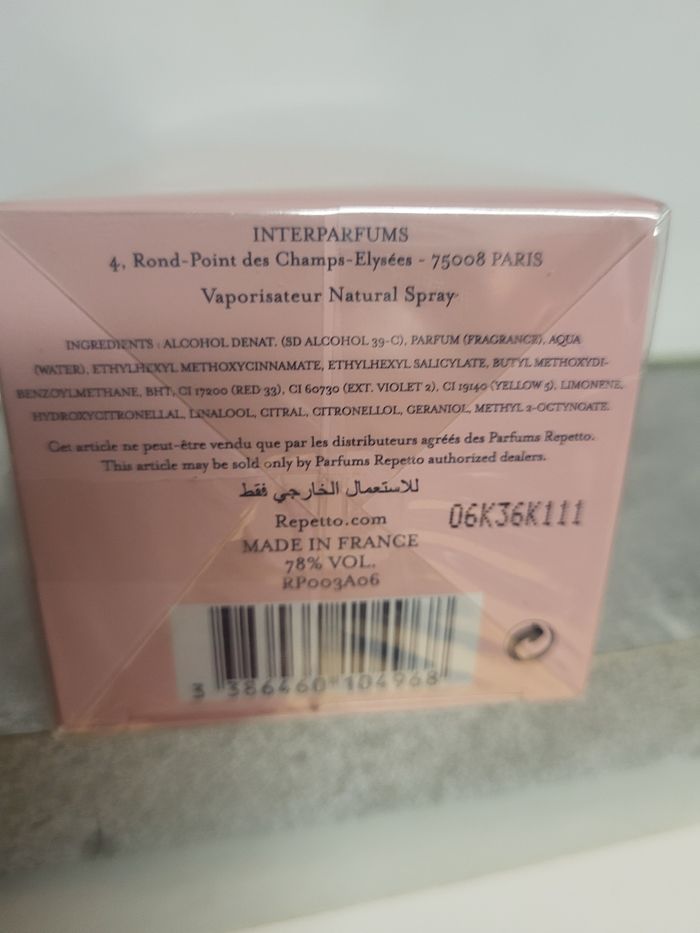 INTERPARFUMS
4, Rond-Point des Champs-Elysées - 75008 PARIS
Vaporisateur Natural Spray
INGREDIENTS : ALCOHOL DENAT. (SD ALCOHOL 39-C), PARFUM (FRAGRANCE), AQUA
(WATER), ETHYLHEXYL METHOXYCINNAMATE, ETHYLHEXYL SALICYLATE, BUTYL METHOXYDI-
BENZOYLMETHANE, BHT, CI 17200 (RED 33), CI 60730 (EXT. VIOLET 2), CI 19140 (YELLOW 5), LIMONENE,
HYDROXYCITRONELLAL, LINALOOL, CITRAL, CITRONELLOL, GERANIOL, METHYL 2-OCTYNOATE.
Cet article ne peut-être vendu que par les distributeurs agréés des Parfums Repetto.
This article may be sold only by Parfums Repetto authorized dealers.
للاستعمال الخارجي فقط
Repetto.com
06K36K111
MADE IN FRANCE
78% VOL.
RP003A06
3 386460 104968